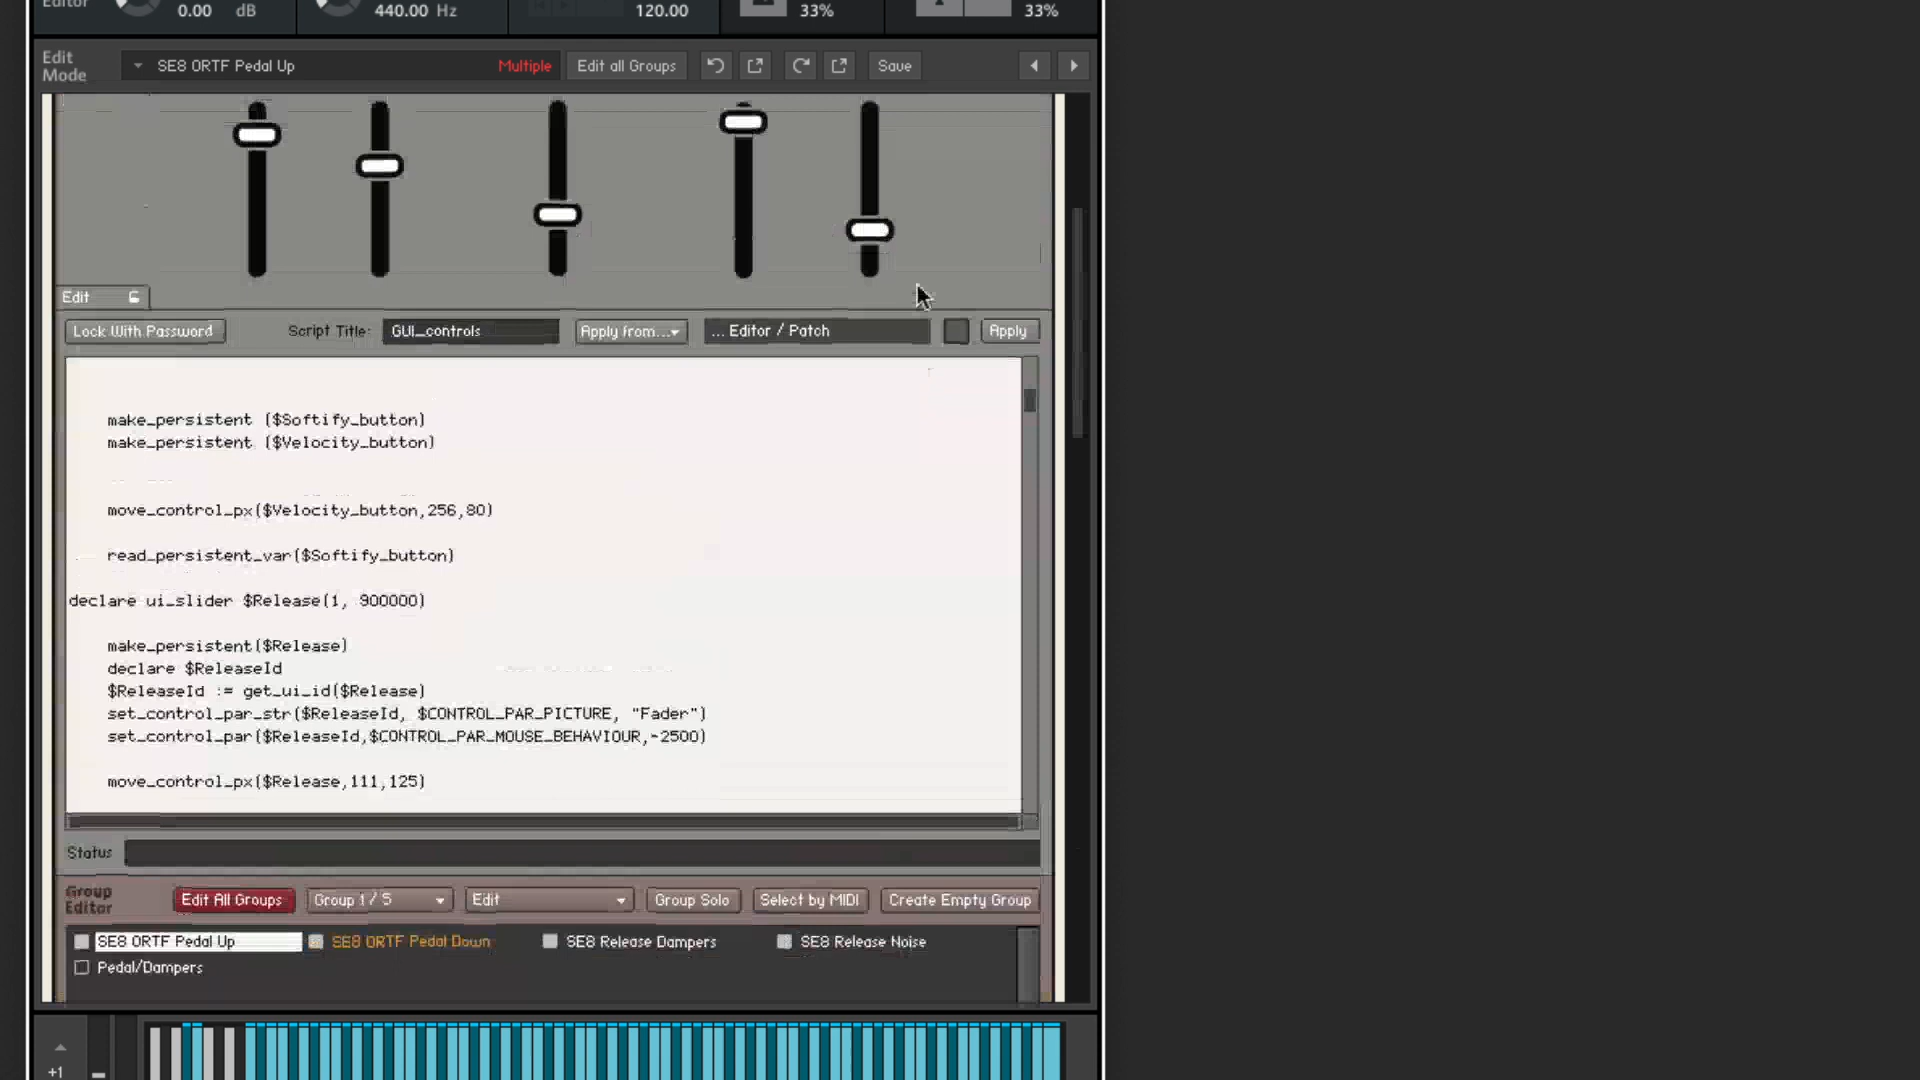 Editor
0.00 dB
440.00 Hz
120.00
33%
33%
Edit Mode
SE8 ORTF Pedal Up
Multiple
Edit all Groups
Save
Edit
Lock With Password
Script Title:
GUI_controls
Apply from...
... Editor / Patch
Apply
make_persistent ($Softify_button)
make_persistent ($Velocity_button)
move_control_px($Velocity_button,256,80)
read_persistent_var($Softify_button)
declare ui_slider $Release(1, 900000)
make_persistent($Release)
declare $ReleaseId
$ReleaseId := get_ui_id($Release)
set_control_par_str($ReleaseId, $CONTROL_PAR_PICTURE, "Fader")
set_control_par($ReleaseId,$CONTROL_PAR_MOUSE_BEHAVIOUR,-2500)
move_control_px($Release,111,125)
Status
Group Editor
Edit All Groups
Group 1 / 5
Edit
Group Solo
Select by MIDI
Create Empty Group
SE8 ORTF Pedal Up
SE8 ORTF Pedal Down
SE8 Release Dampers
SE8 Release Noise
Pedal/Dampers
+1